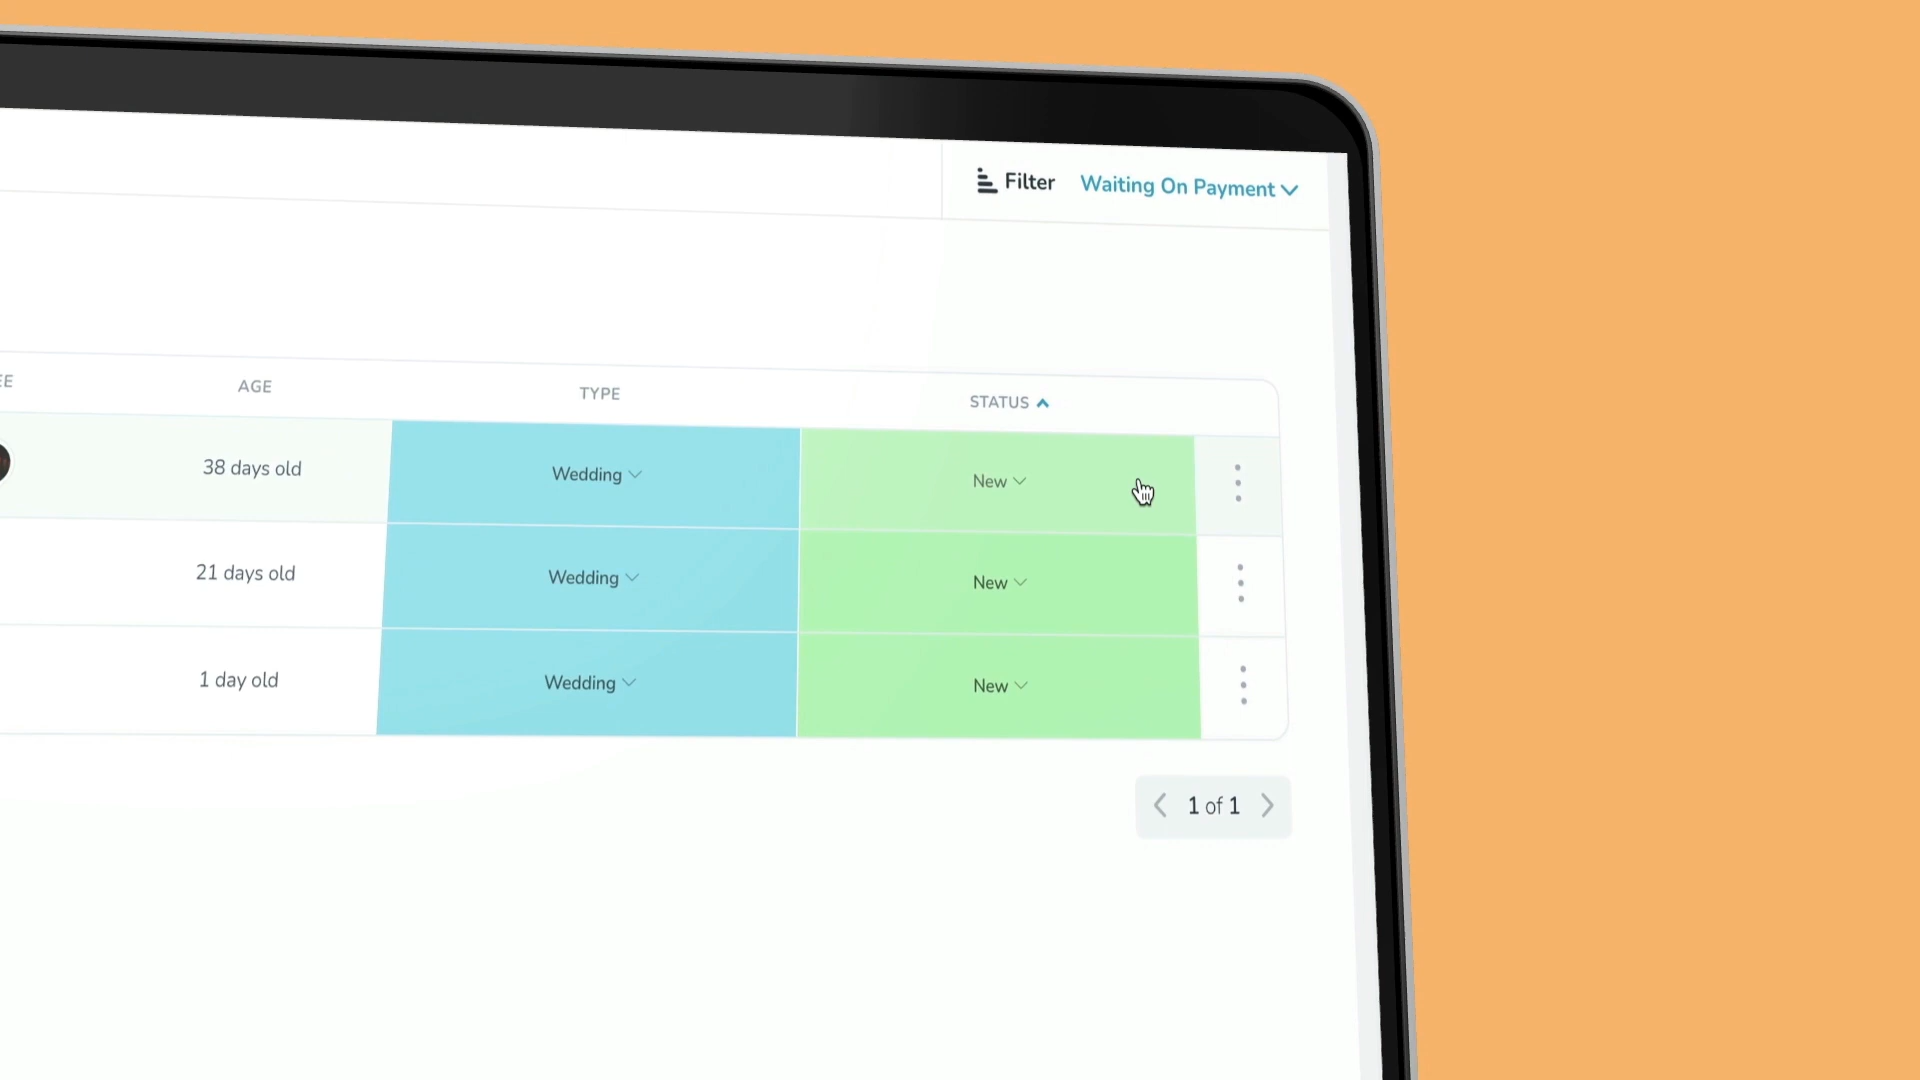 Filter Waiting On Payment
EE AGE TYPE STATUS
38 days old Wedding New
21 days old Wedding New
1 day old Wedding New
1 of 1